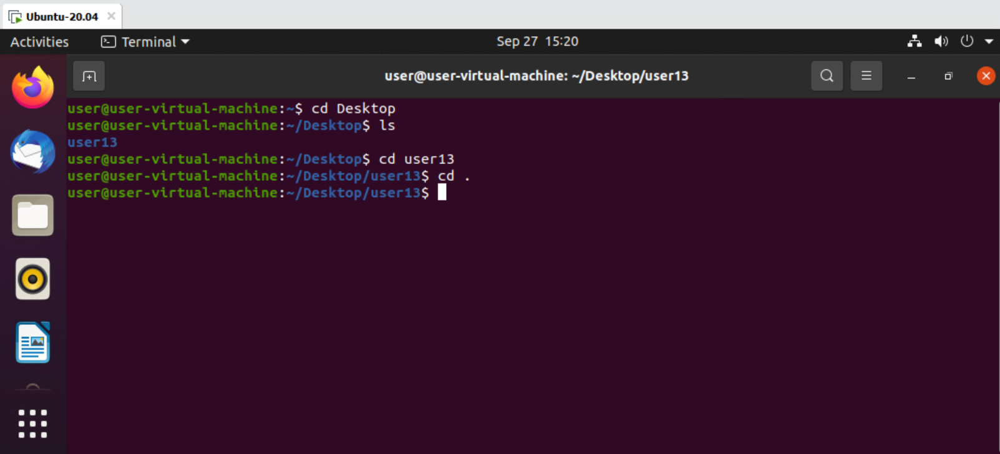 Ubuntu-20.04
Activities Terminal Sep 27 15:20
user@user-virtual-machine: ~/Desktop/user13
user@user-virtual-machine:~$ cd Desktop
user@user-virtual-machine:~/Desktop$ ls
user13
user@user-virtual-machine:~/Desktop$ cd user13
user@user-virtual-machine:~/Desktop/user13$ cd .
user@user-virtual-machine:~/Desktop/user13$